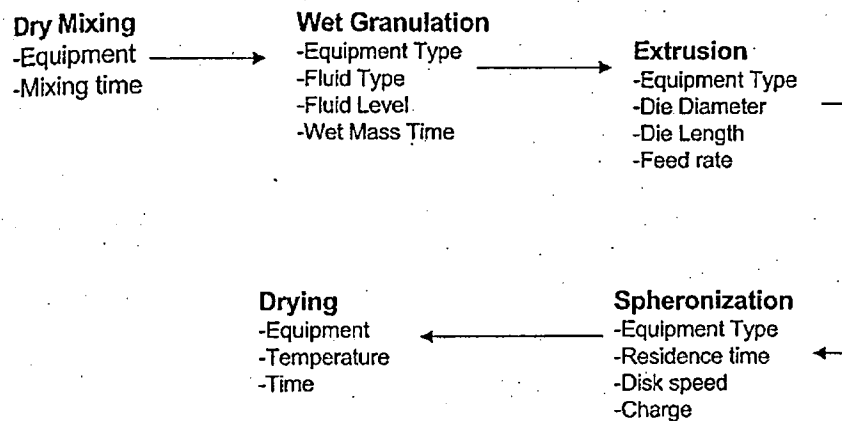 Dry Mixing
-Equipment
-Mixing time
Wet Granulation
-Equipment Type
-Fluid Type
-Fluid Level
-Wet Mass Time
Extrusion
-Equipment Type
-Die Diameter
-Die Length
-Feed rate
Spheronization
-Equipment Type
-Residence time
-Disk speed
-Charge
Drying
-Equipment
-Temperature
-Time